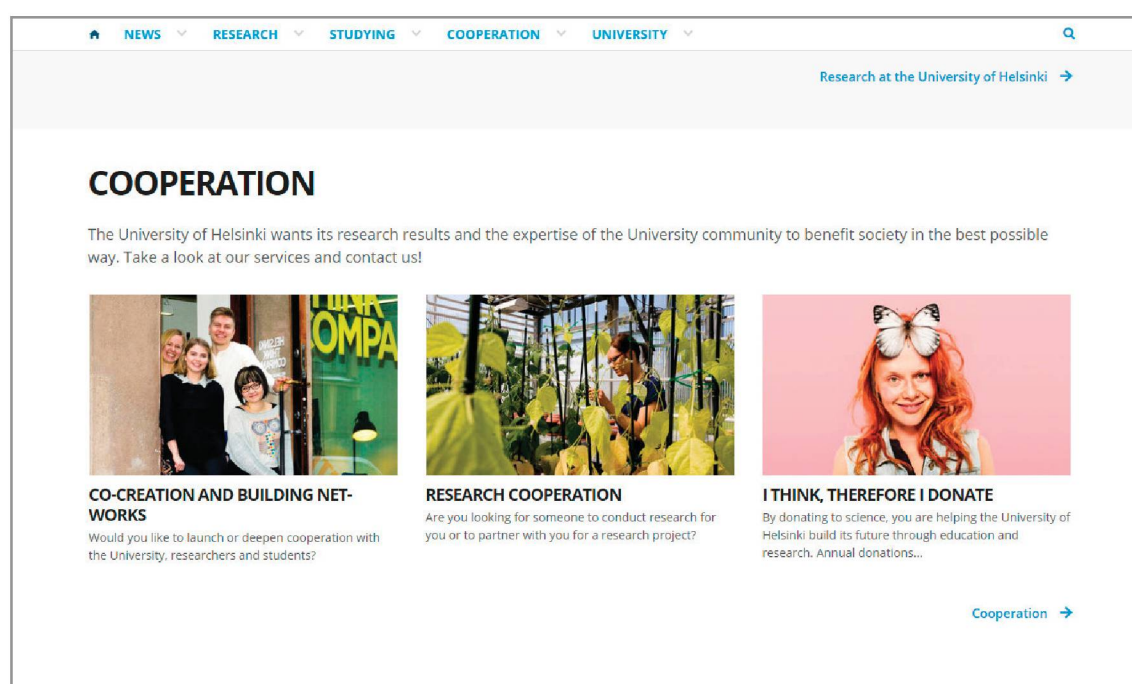 NEWS RESEARCH STUDYING COOPERATION UNIVERSITY
Research at the University of Helsinki
COOPERATION
The University of Helsinki wants its research results and the expertise of the University community to benefit society in the best possible
way. Take a look at our services and contact us!
THINK
COMPA
HELSINKI
THINK
COMPANY
CO-CREATION AND BUILDING NET-
WORKS
Would you like to launch or deepen cooperation with
the University, researchers and students?
RESEARCH COOPERATION
Are you looking for someone to conduct research for
you or to partner with you for a research project?
I THINK, THEREFORE I DONATE
By donating to science, you are helping the University of
Helsinki build its future through education and
research. Annual donations...
Cooperation